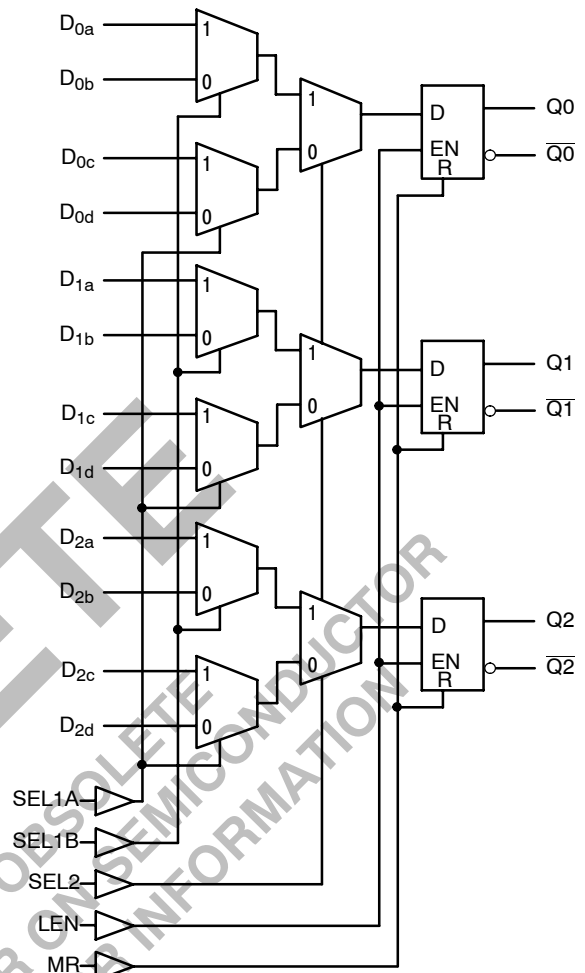 D0a
1
D0b
0
1
0
D
Q0
EN
R
Q0
D0c
1
D0d
0
D1a
1
D1b
0
1
0
D
Q1
EN
R
Q1
D1c
1
D1d
0
D2a
1
D2b
0
1
0
D
Q2
EN
R
Q2
D2c
1
D2d
0
SEL1A
SEL1B
SEL2
LEN
MR
ETE
OBSOLETE
R ON SEMICONDUCTOR
R INFORMATION